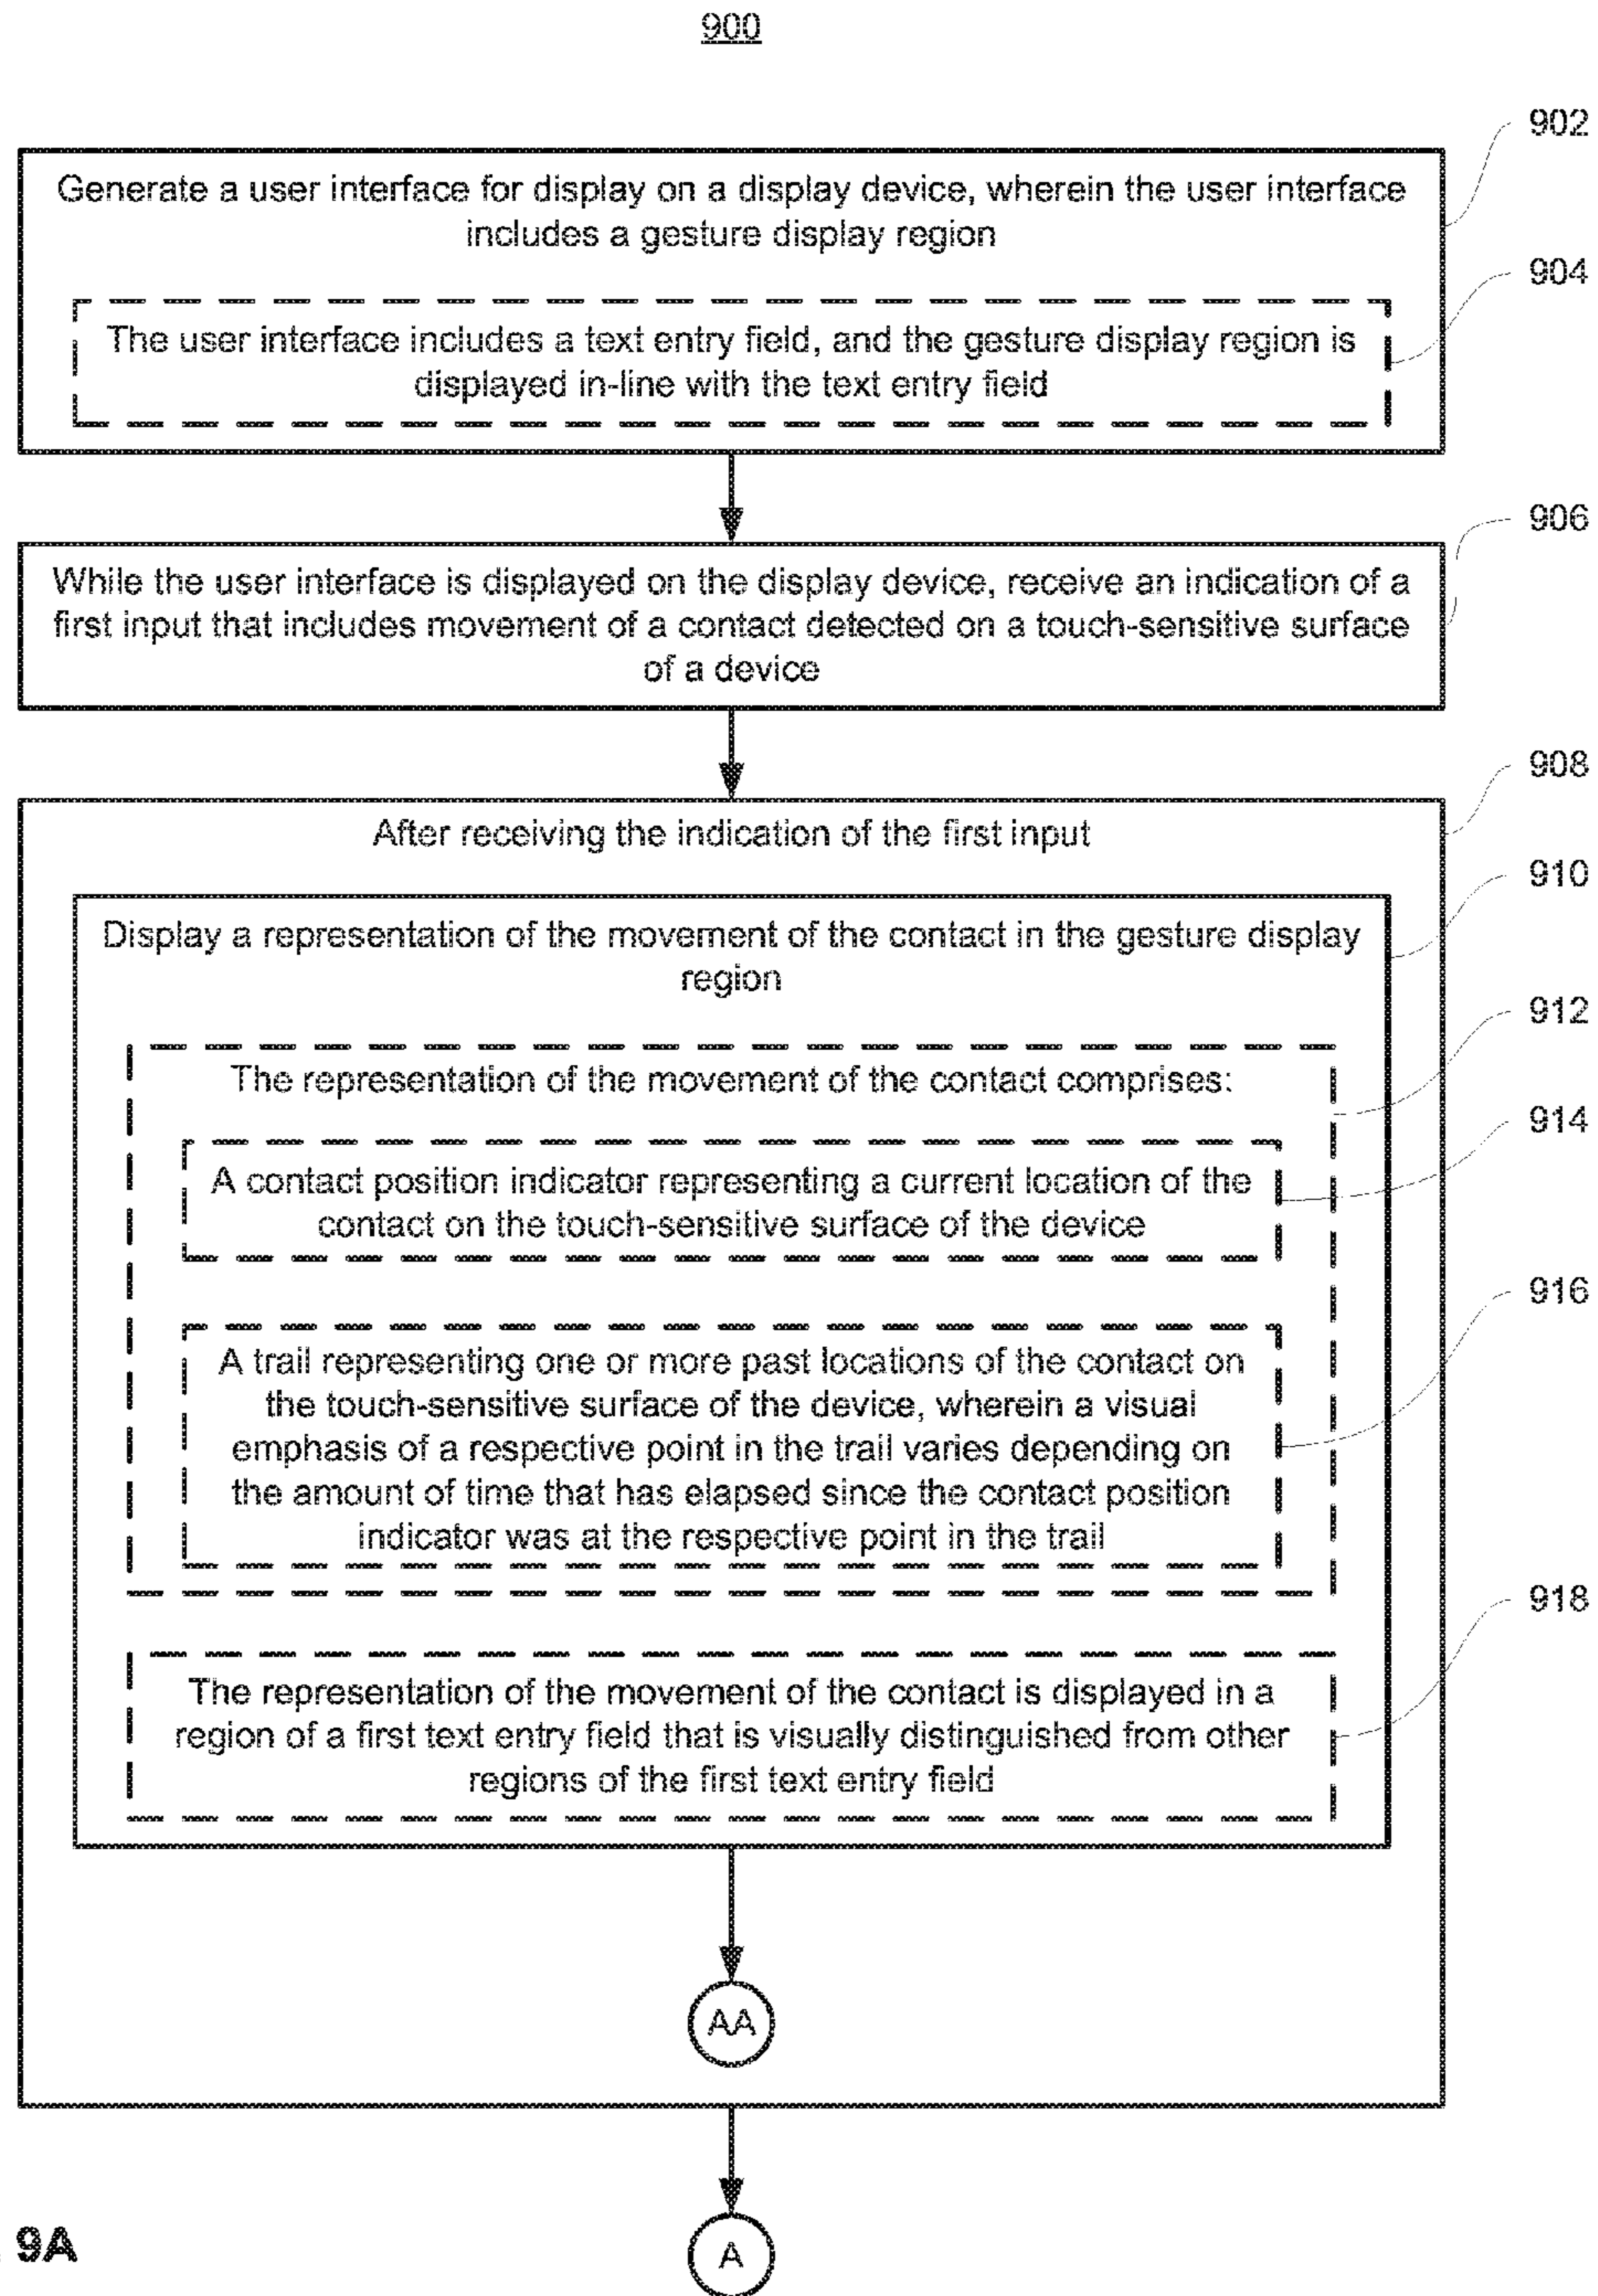 900
902
Generate a user interface for display on a display device, wherein the user interface
includes a gesture display region
904
The user interface includes a text entry field, and the gesture display region is
displayed in-line with the text entry field
906
While the user interface is displayed on the display device, receive an indication of a
first input that includes movement of a contact detected on a touch-sensitive surface
of a device
908
After receiving the indication of the first input
910
Display a representation of the movement of the contact in the gesture display
region
912
The representation of the movement of the contact comprises:
914
A contact position indicator representing a current location of the
contact on the touch-sensitive surface of the device
916
A trail representing one or more past locations of the contact on
the touch-sensitive surface of the device, wherein a visual
emphasis of a respective point in the trail varies depending on
the amount of time that has elapsed since the contact position
indicator was at the respective point in the trail
918
The representation of the movement of the contact is displayed in a
region of a first text entry field that is visually distinguished from other
regions of the first text entry field
AA
9A
A